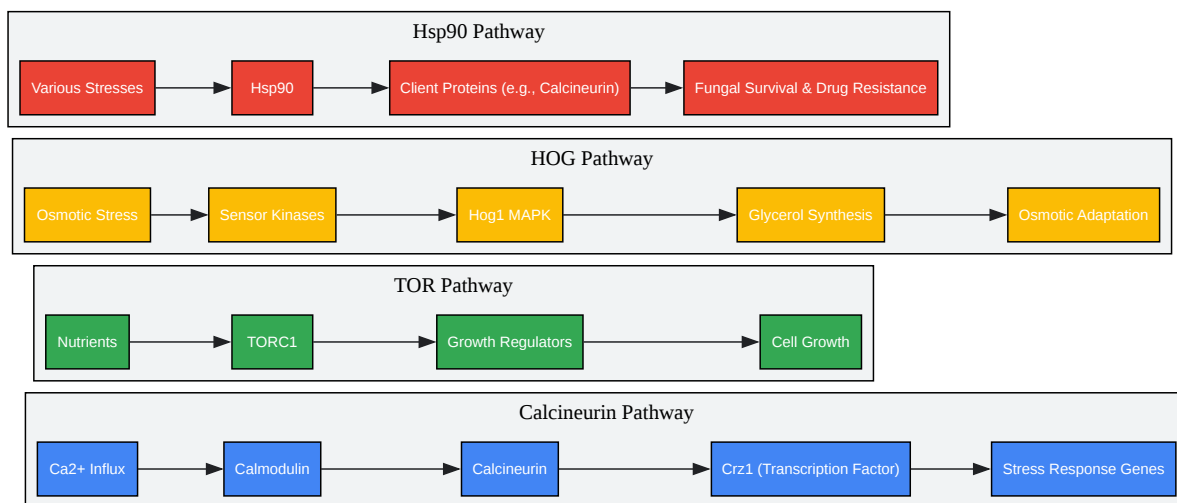 Hsp90 Pathway
Various Stresses
Hsp90
Client Proteins (e.g., Calcineurin)
Fungal Survival & Drug Resistance
HOG Pathway
Osmotic Stress
Sensor Kinases
Hog1 MAPK
Glycerol Synthesis
Osmotic Adaptation
TOR Pathway
Nutrients
TORC1
Growth Regulators
Cell Growth
Calcineurin Pathway
Ca2+ Influx
Calmodulin
Calcineurin
Crz1 (Transcription Factor)
Stress Response Genes